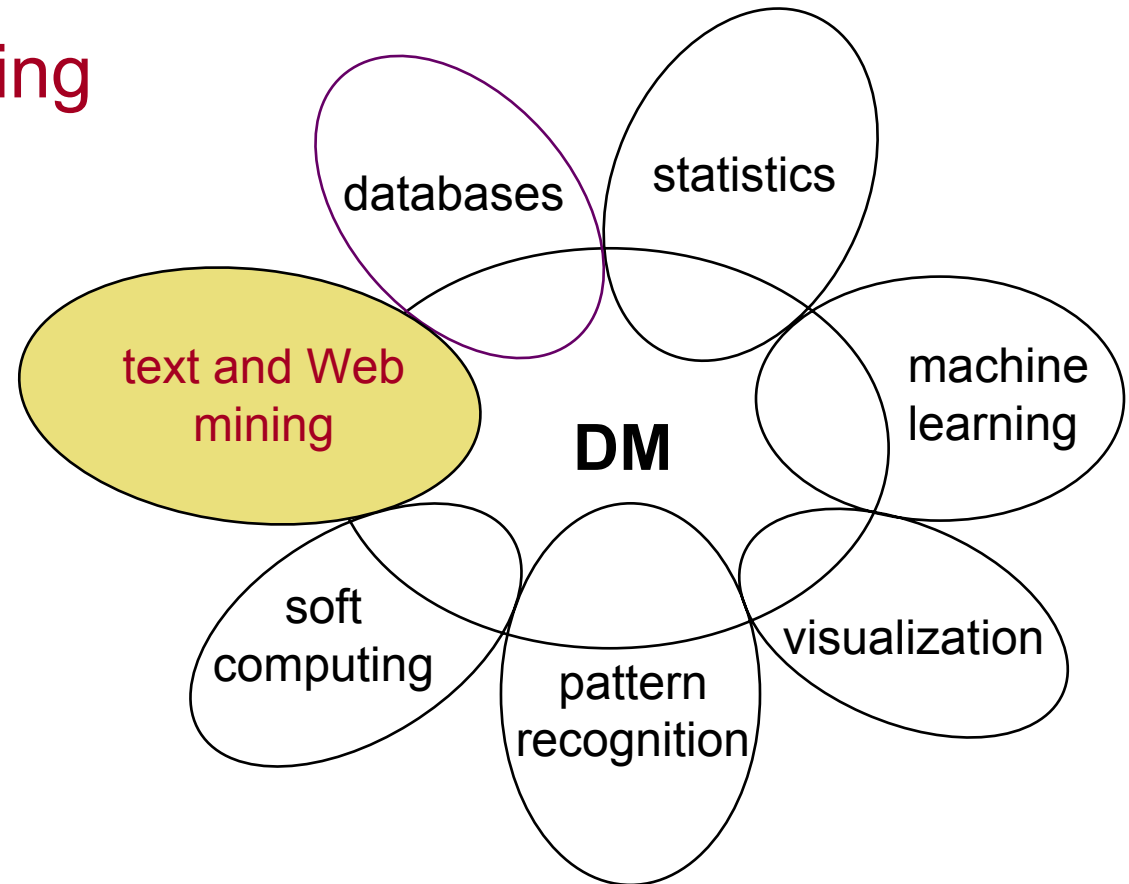 ing
databases
statistics
text and Web
mining
machine
learning
DM
soft
computing
pattern
recognition
visualization